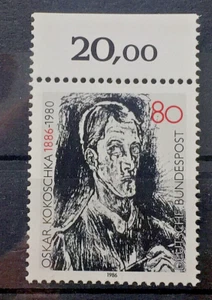 20,00
80
OSKAR KOKOSCHKA 1886-1980
DEUTSCHE BUNDESPOST
1986